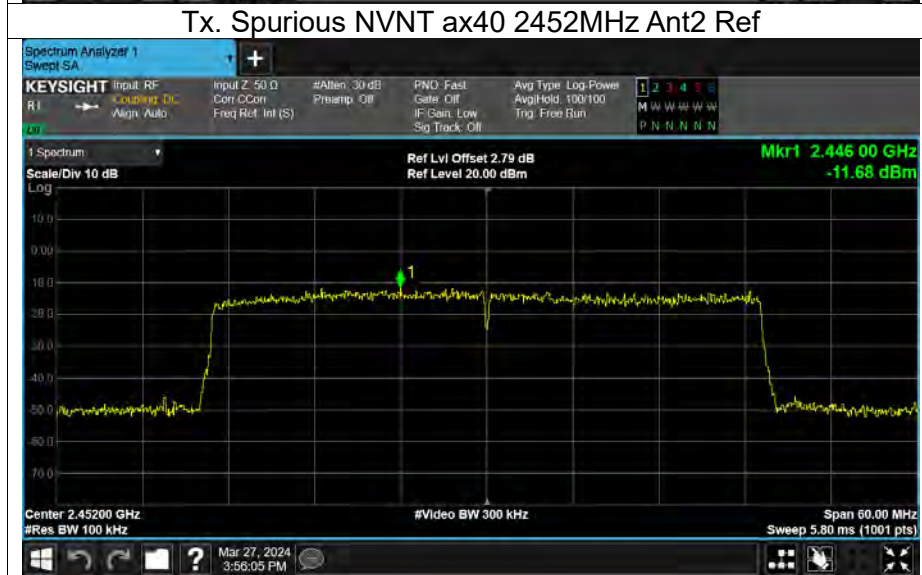 Tx. Spurious NVNT ax40 2452MHz Ant2 Ref
Spectrum Analyzer 1
Swept SA
+
KEYSIGHT Input: RF
Coupling: DC
Align: Auto
Input Z: 50 Ω
Corr CCorr
Freq Ref: Int (S)
#Atten: 30 dB
Preamp: Off
PNO: Fast
Gate: Off
IF Gain: Low
Sig Track: Off
Avg Type: Log-Power
Avg|Hold: 100/100
Trig: Free Run
1 2 3 4 5 6
M W W W W W
P N N N N N
1 Spectrum
Scale/Div 10 dB
Ref Lvl Offset 2.79 dB
Ref Level 20.00 dBm
Mkr1 2.446 00 GHz
-11.68 dBm
Log
10.0
0.00
-10.0
-20.0
-30.0
-40.0
-50.0
-60.0
-70.0
1
Center 2.45200 GHz
#Res BW 100 kHz
#Video BW 300 kHz
Span 60.00 MHz
Sweep 5.80 ms (1001 pts)
?
Mar 27, 2024
3:56:05 PM